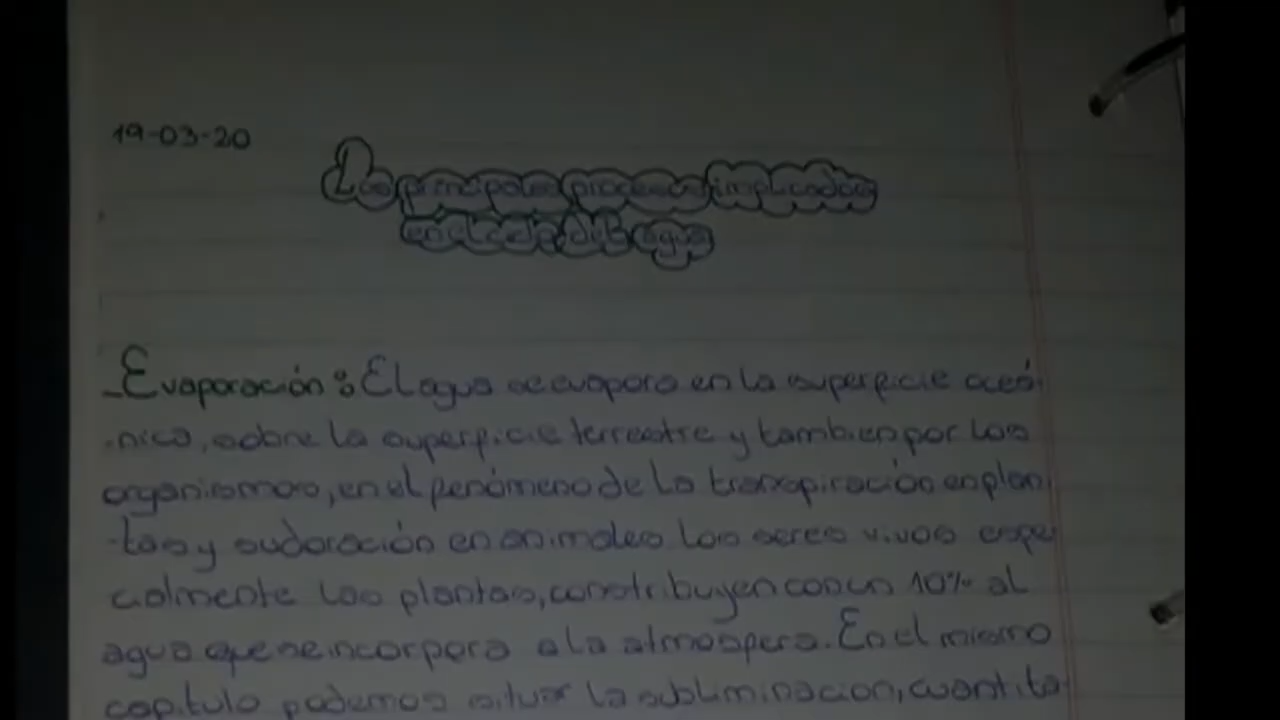 19-03-20
Los principales procesos implicados
en el ciclo del agua
-Evaporación: El agua se evapora en la superficie oceá-
-nica, sobre la superficie terrestre y tambien por los
organismos, en el fenómeno de la transpiración en plan-
-tas y sudoración en animales los seres vivos espe
cialmente las plantas, contribuyen con un 10% al
agua que se incorpora a la atmosfera. En el mismo
capitulo podemos situar la subliminacion, cuantita-